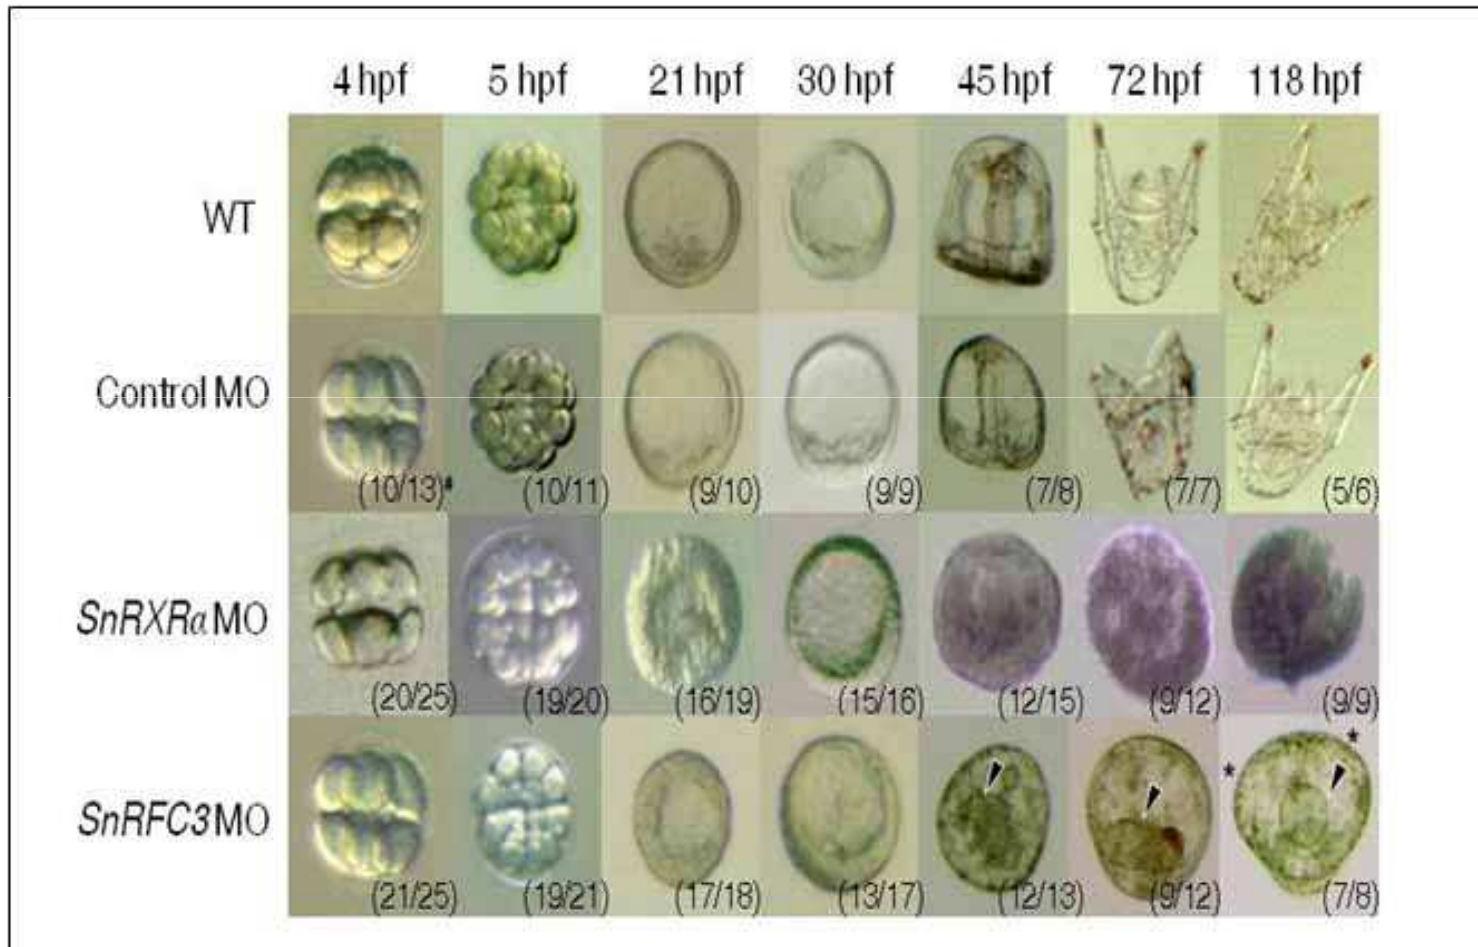 4 hpf 5 hpf 21 hpf 30 hpf 45 hpf 72 hpf 118 hpf
WT
Control MO
(10/13)# (10/11) (9/10) (9/9) (7/8) (7/7) (5/6)
SnRXRα MO
(20/25) (19/20) (16/19) (15/16) (12/15) (9/12) (9/9)
* *
SnRFC3 MO
(21/25) (19/21) (17/18) (13/17) (12/13) (9/12) (7/8)